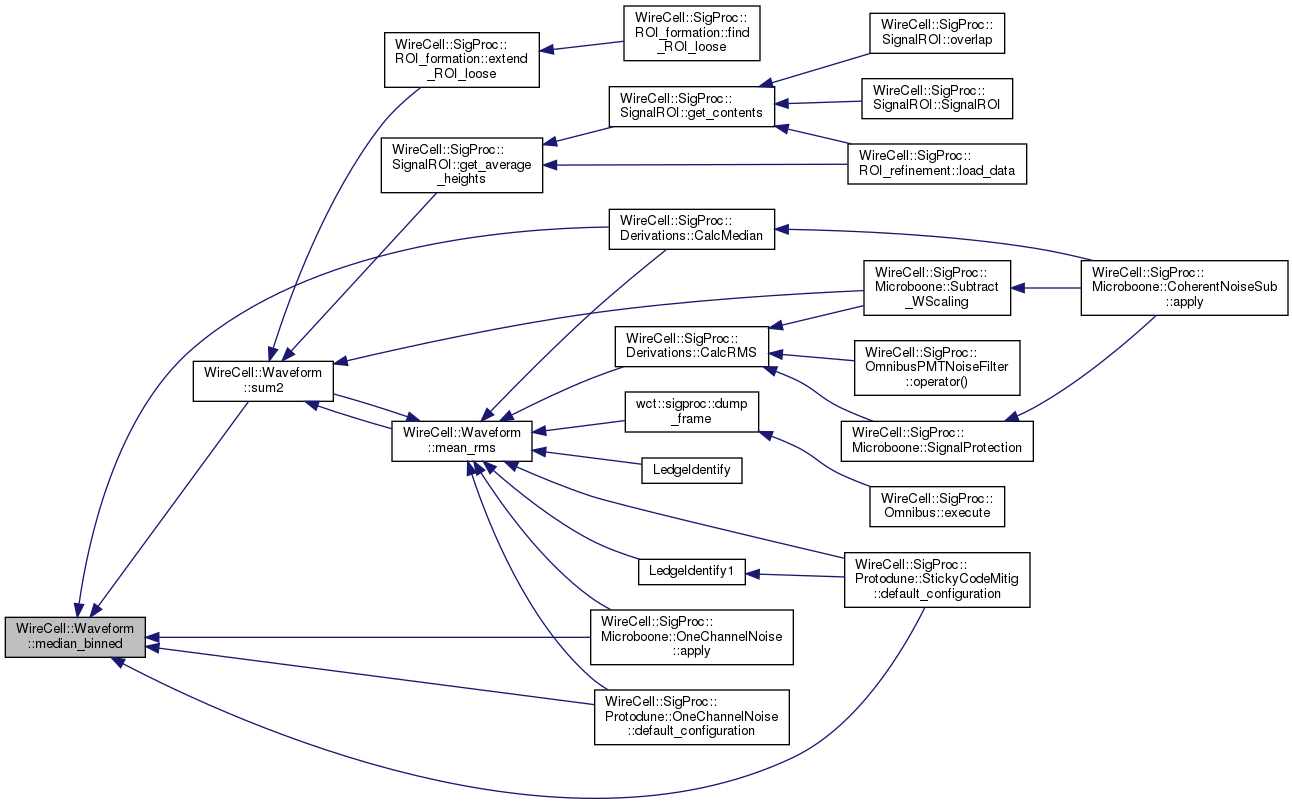 WireCell::SigProc::
ROI_formation::find
_ROI_loose
WireCell::SigProc::
SignalROI::overlap
WireCell::SigProc::
ROI_formation::extend
_ROI_loose
WireCell::SigProc::
SignalROI::get_contents
WireCell::SigProc::
SignalROI::SignalROI
WireCell::SigProc::
SignalROI::get_average
_heights
WireCell::SigProc::
ROI_refinement::load_data
WireCell::SigProc::
Derivations::CalcMedian
WireCell::SigProc::
Microboone::Subtract
_WScaling
WireCell::SigProc::
Microboone::CoherentNoiseSub
::apply
WireCell::SigProc::
Derivations::CalcRMS
WireCell::SigProc::
OmnibusPMTNoiseFilter
::operator()
WireCell::Waveform
::sum2
wct::sigproc::dump
_frame
WireCell::Waveform
::mean_rms
WireCell::SigProc::
Microboone::SignalProtection
LedgeIdentify
WireCell::SigProc::
Omnibus::execute
LedgeIdentify1
WireCell::SigProc::
Protodune::StickyCodeMitig
::default_configuration
WireCell::Waveform
::median_binned
WireCell::SigProc::
Microboone::OneChannelNoise
::apply
WireCell::SigProc::
Protodune::OneChannelNoise
::default_configuration